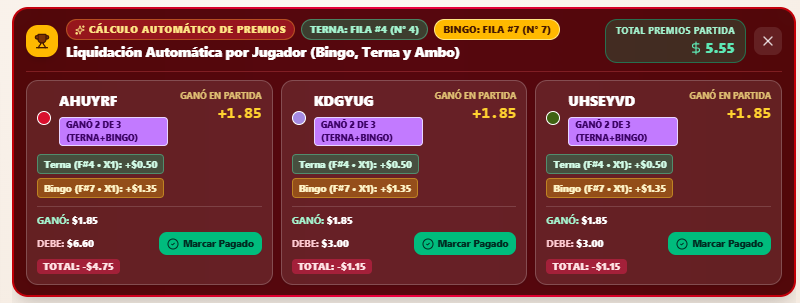 CÁLCULO AUTOMÁTICO DE PREMIOS
TERNA: FILA #4 (N° 4)
BINGO: FILA #7 (N° 7)
Liquidación Automática por Jugador (Bingo, Terna y Ambo)
TOTAL PREMIOS PARTIDA
$ 5.55
AHUYRF
GANÓ 2 DE 3
(TERNA+BINGO)
GANÓ EN PARTIDA
+1.85
Terna (F#4 • X1): +$0.50
Bingo (F#7 • X1): +$1.35
GANÓ: $1.85
DEBE: $6.60
Marcar Pagado
TOTAL: -$4.75
KDGYUG
GANÓ 2 DE 3
(TERNA+BINGO)
GANÓ EN PARTIDA
+1.85
Terna (F#4 • X1): +$0.50
Bingo (F#7 • X1): +$1.35
GANÓ: $1.85
DEBE: $3.00
Marcar Pagado
TOTAL: -$1.15
UHSEYVD
GANÓ 2 DE 3
(TERNA+BINGO)
GANÓ EN PARTIDA
+1.85
Terna (F#4 • X1): +$0.50
Bingo (F#7 • X1): +$1.35
GANÓ: $1.85
DEBE: $3.00
Marcar Pagado
TOTAL: -$1.15